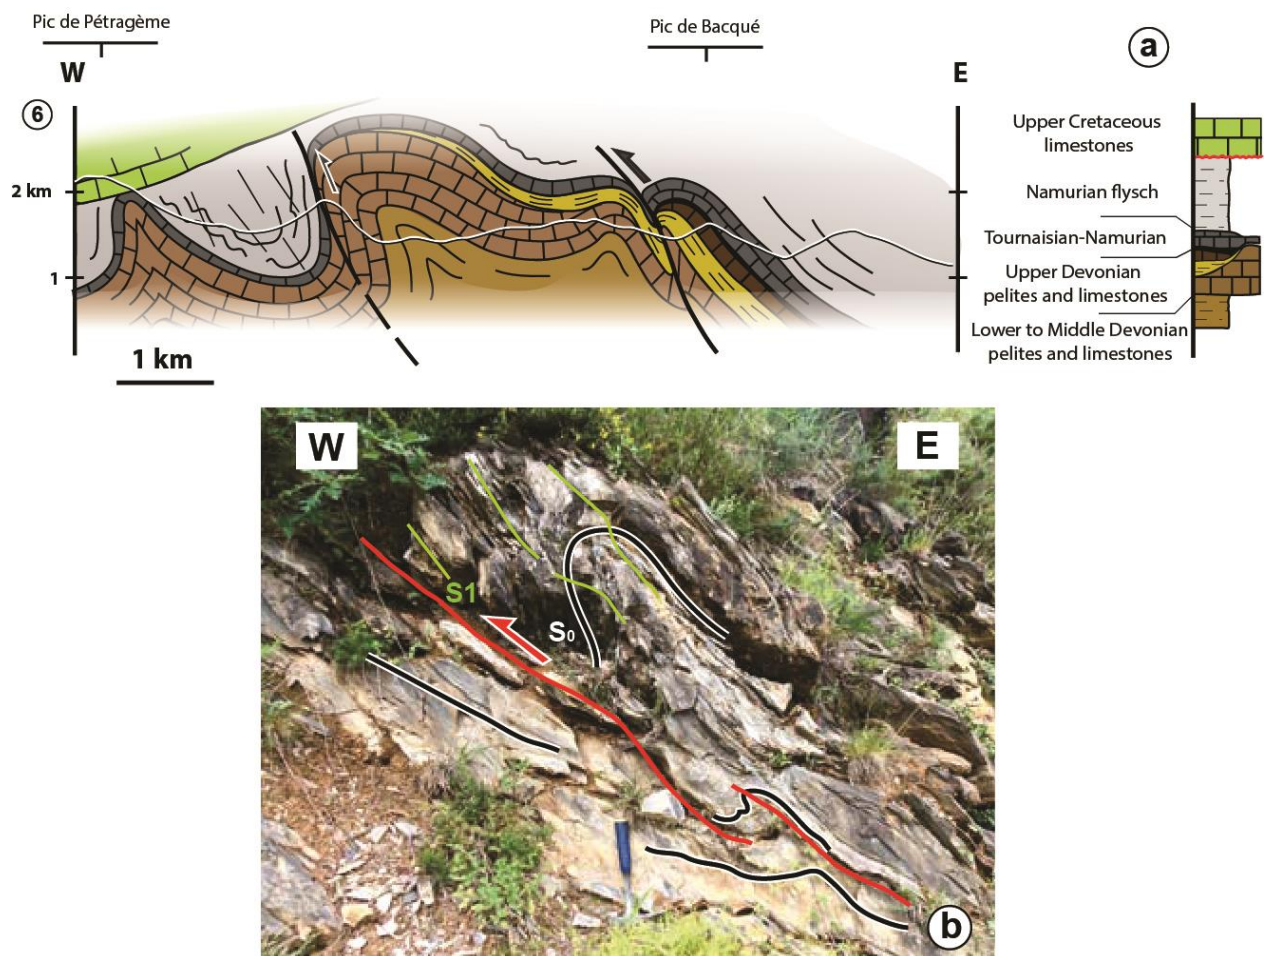 Pic de Pétragème
Pic de Bacqué
W
E
a
6
2 km
1
1 km
Upper Cretaceous
limestones
Namurian flysch
Tournaisian-Namurian
Upper Devonian
pelites and limestones
Lower to Middle Devonian
pelites and limestones
W
E
S1
S0
b